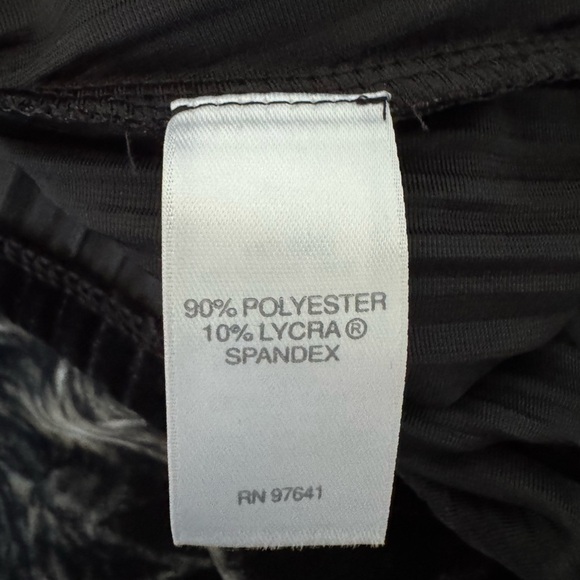 90% POLYESTER
10% LYCRA ®
SPANDEX
RN 97641